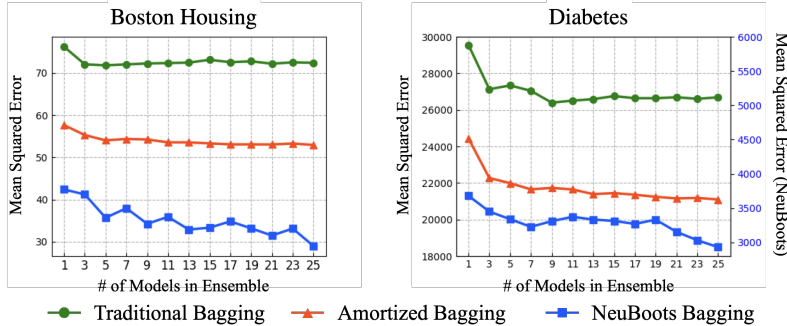 Boston Housing
Mean Squared Error
70
60
50
40
30
1 3 5 7 9 11 13 15 17 19 21 23 25
# of Models in Ensemble
Diabetes
Mean Squared Error
30000
28000
26000
24000
22000
20000
18000
1 3 5 7 9 11 13 15 17 19 21 23 25
# of Models in Ensemble
6000
5500
5000
4500
4000
3500
3000
Mean Squared Error (NeuBoots)
Traditional Bagging Amortized Bagging NeuBoots Bagging